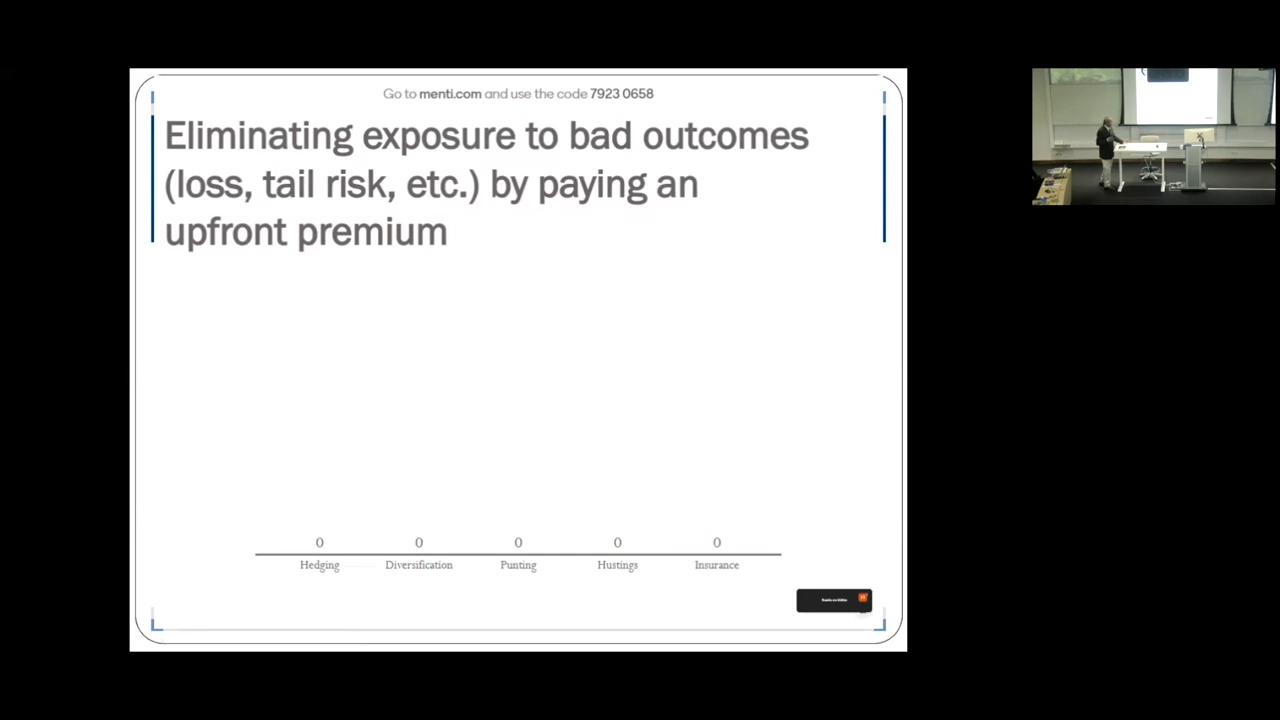 Go to menti.com and use the code 7923 0658
Eliminating exposure to bad outcomes
(loss, tail risk, etc.) by paying an
upfront premium
0 0 0 0 0
Hedging Diversification Punting Hustings Insurance